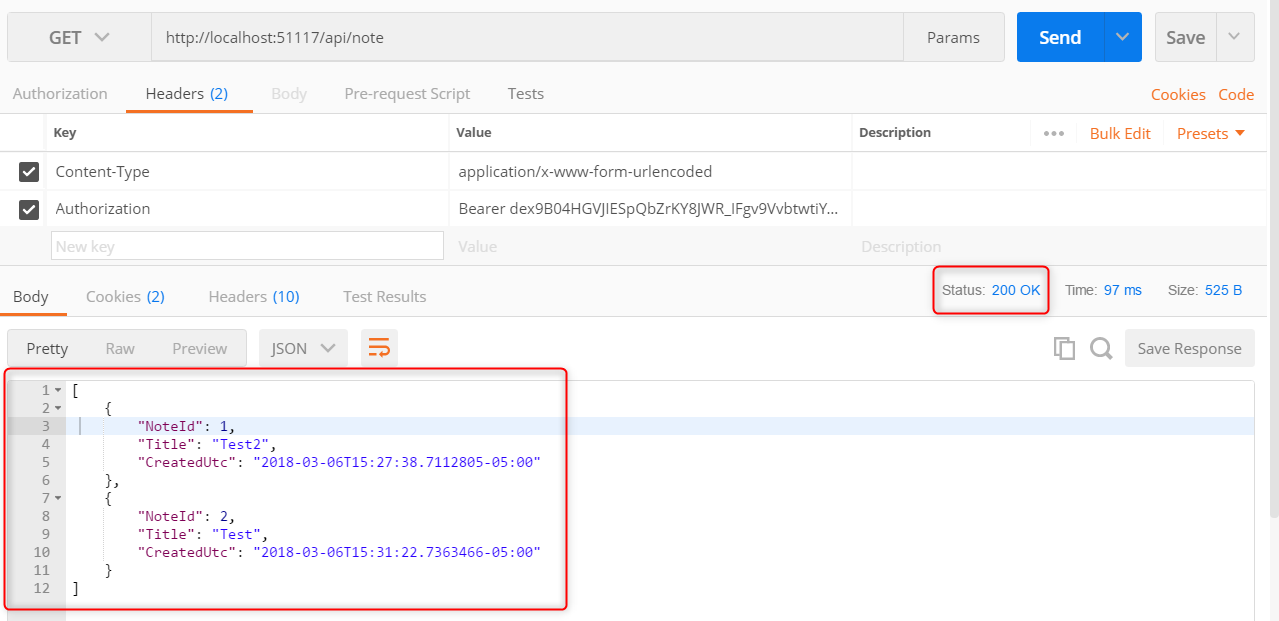 GET http://localhost:51117/api/note Params Send Save
Authorization Headers (2) Body Pre-request Script Tests Cookies Code
Key Value Description ••• Bulk Edit Presets
Content-Type application/x-www-form-urlencoded
Authorization Bearer dex9B04HGVJIESpQbZrKY8JWR_IFgv9VvbtwtiY...
New key Value Description
Body Cookies (2) Headers (10) Test Results Status: 200 OK Time: 97 ms Size: 525 B
Pretty Raw Preview JSON Save Response
1 [
2 {
3 "NoteId": 1,
4 "Title": "Test2",
5 "CreatedUtc": "2018-03-06T15:27:38.7112805-05:00"
6 },
7 {
8 "NoteId": 2,
9 "Title": "Test",
10 "CreatedUtc": "2018-03-06T15:31:22.7363466-05:00"
11 }
12 ]